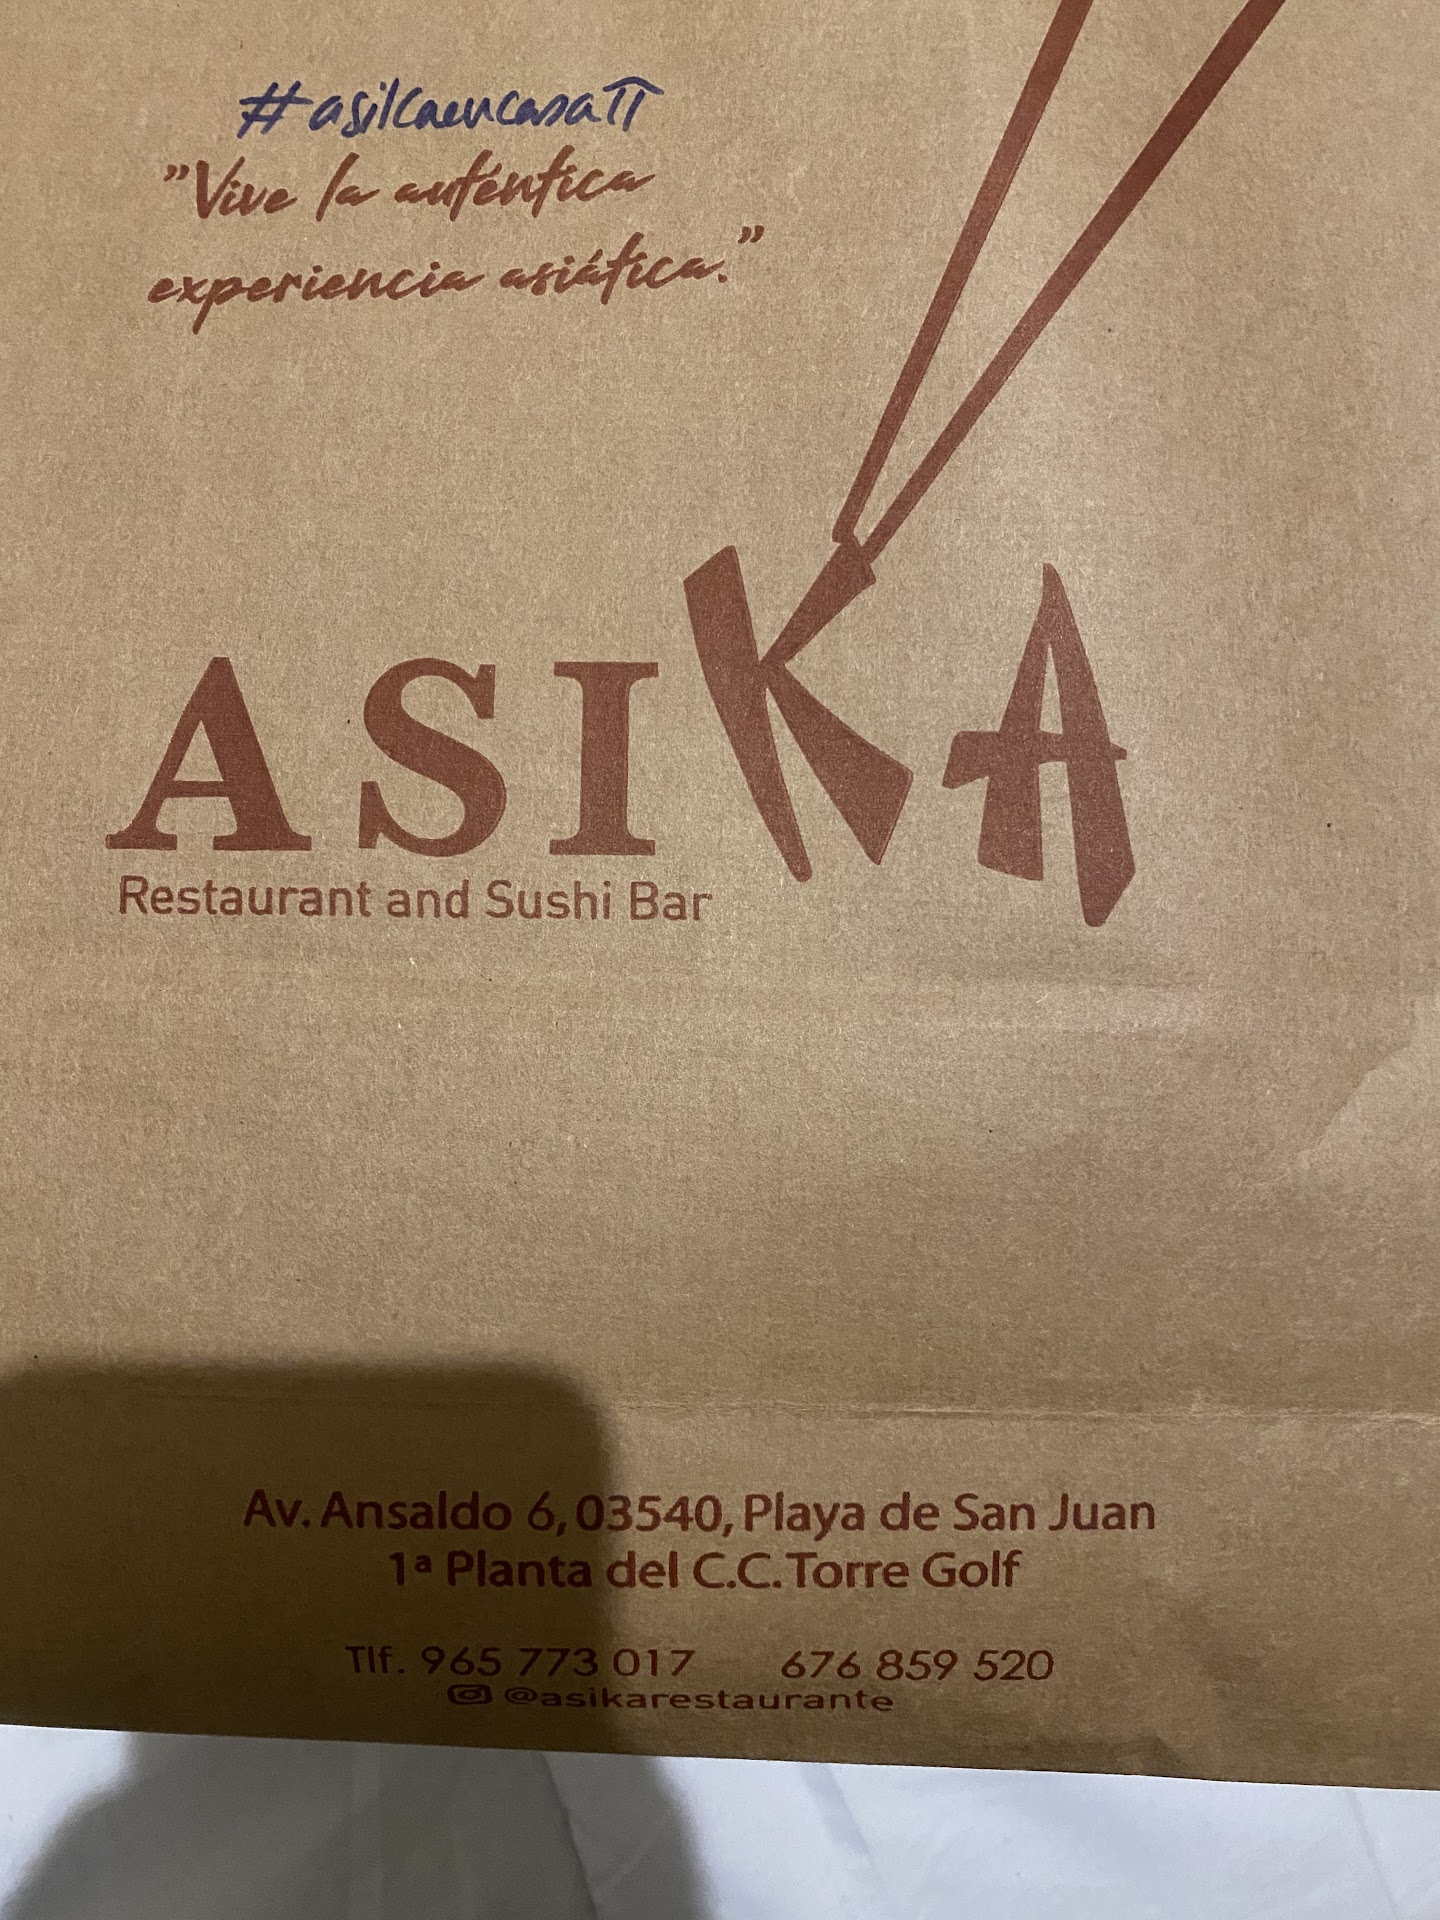 #asikaencasaπ
"Vive la auténtica
experiencia asiática."
ASIKA
Restaurant and Sushi Bar
Av. Ansaldo 6, 03540, Playa de San Juan
1ª Planta del C.C. Torre Golf
Tlf. 965 773 017 676 859 520
@asikarestaurante